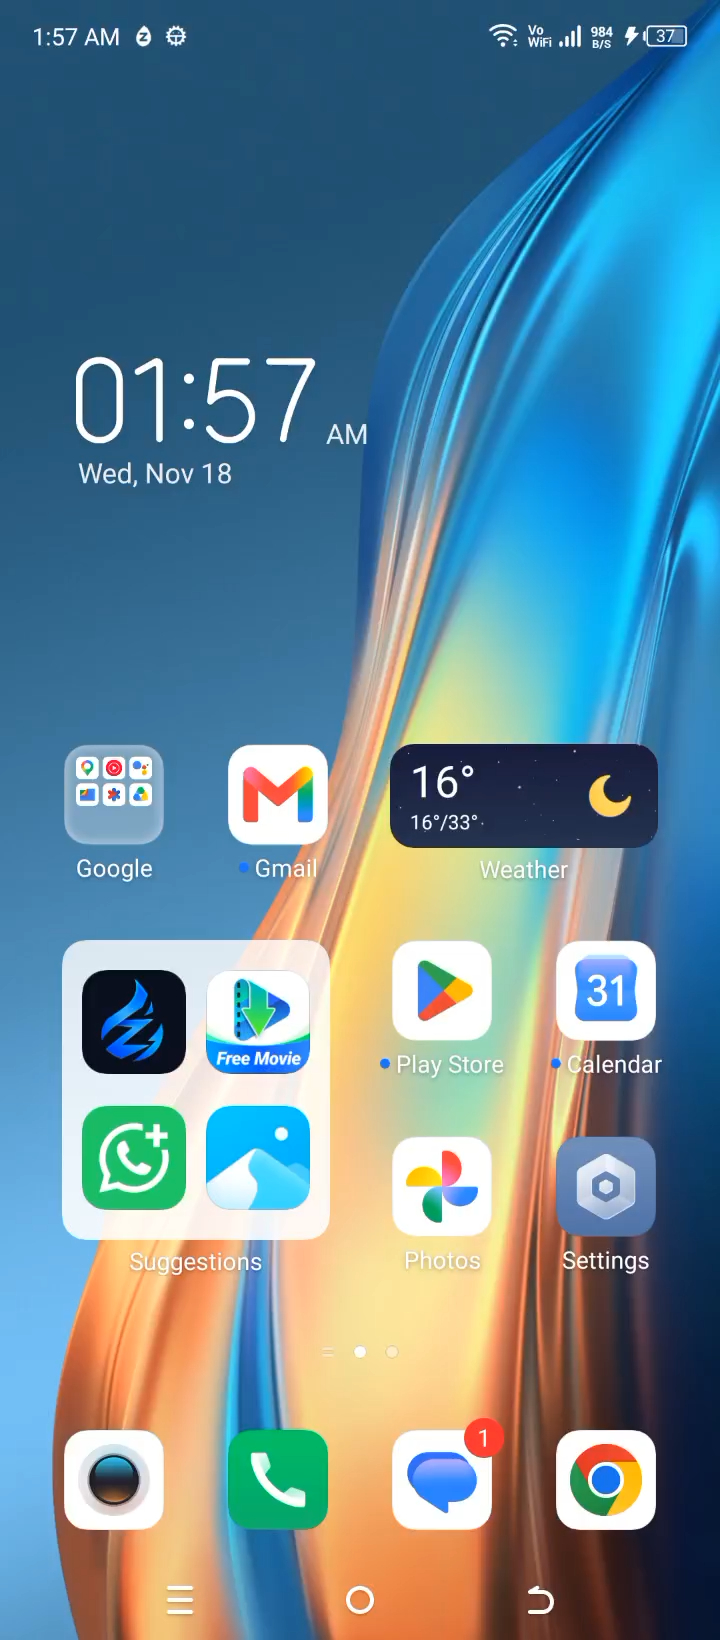 1:57 AM
Vo
WiFi
984
B/S
37
01:57 AM
Wed, Nov 18
16°
16°/33°
Google
Gmail
Weather
Free Movie
31
Play Store
Calendar
Suggestions
Photos
Settings
1